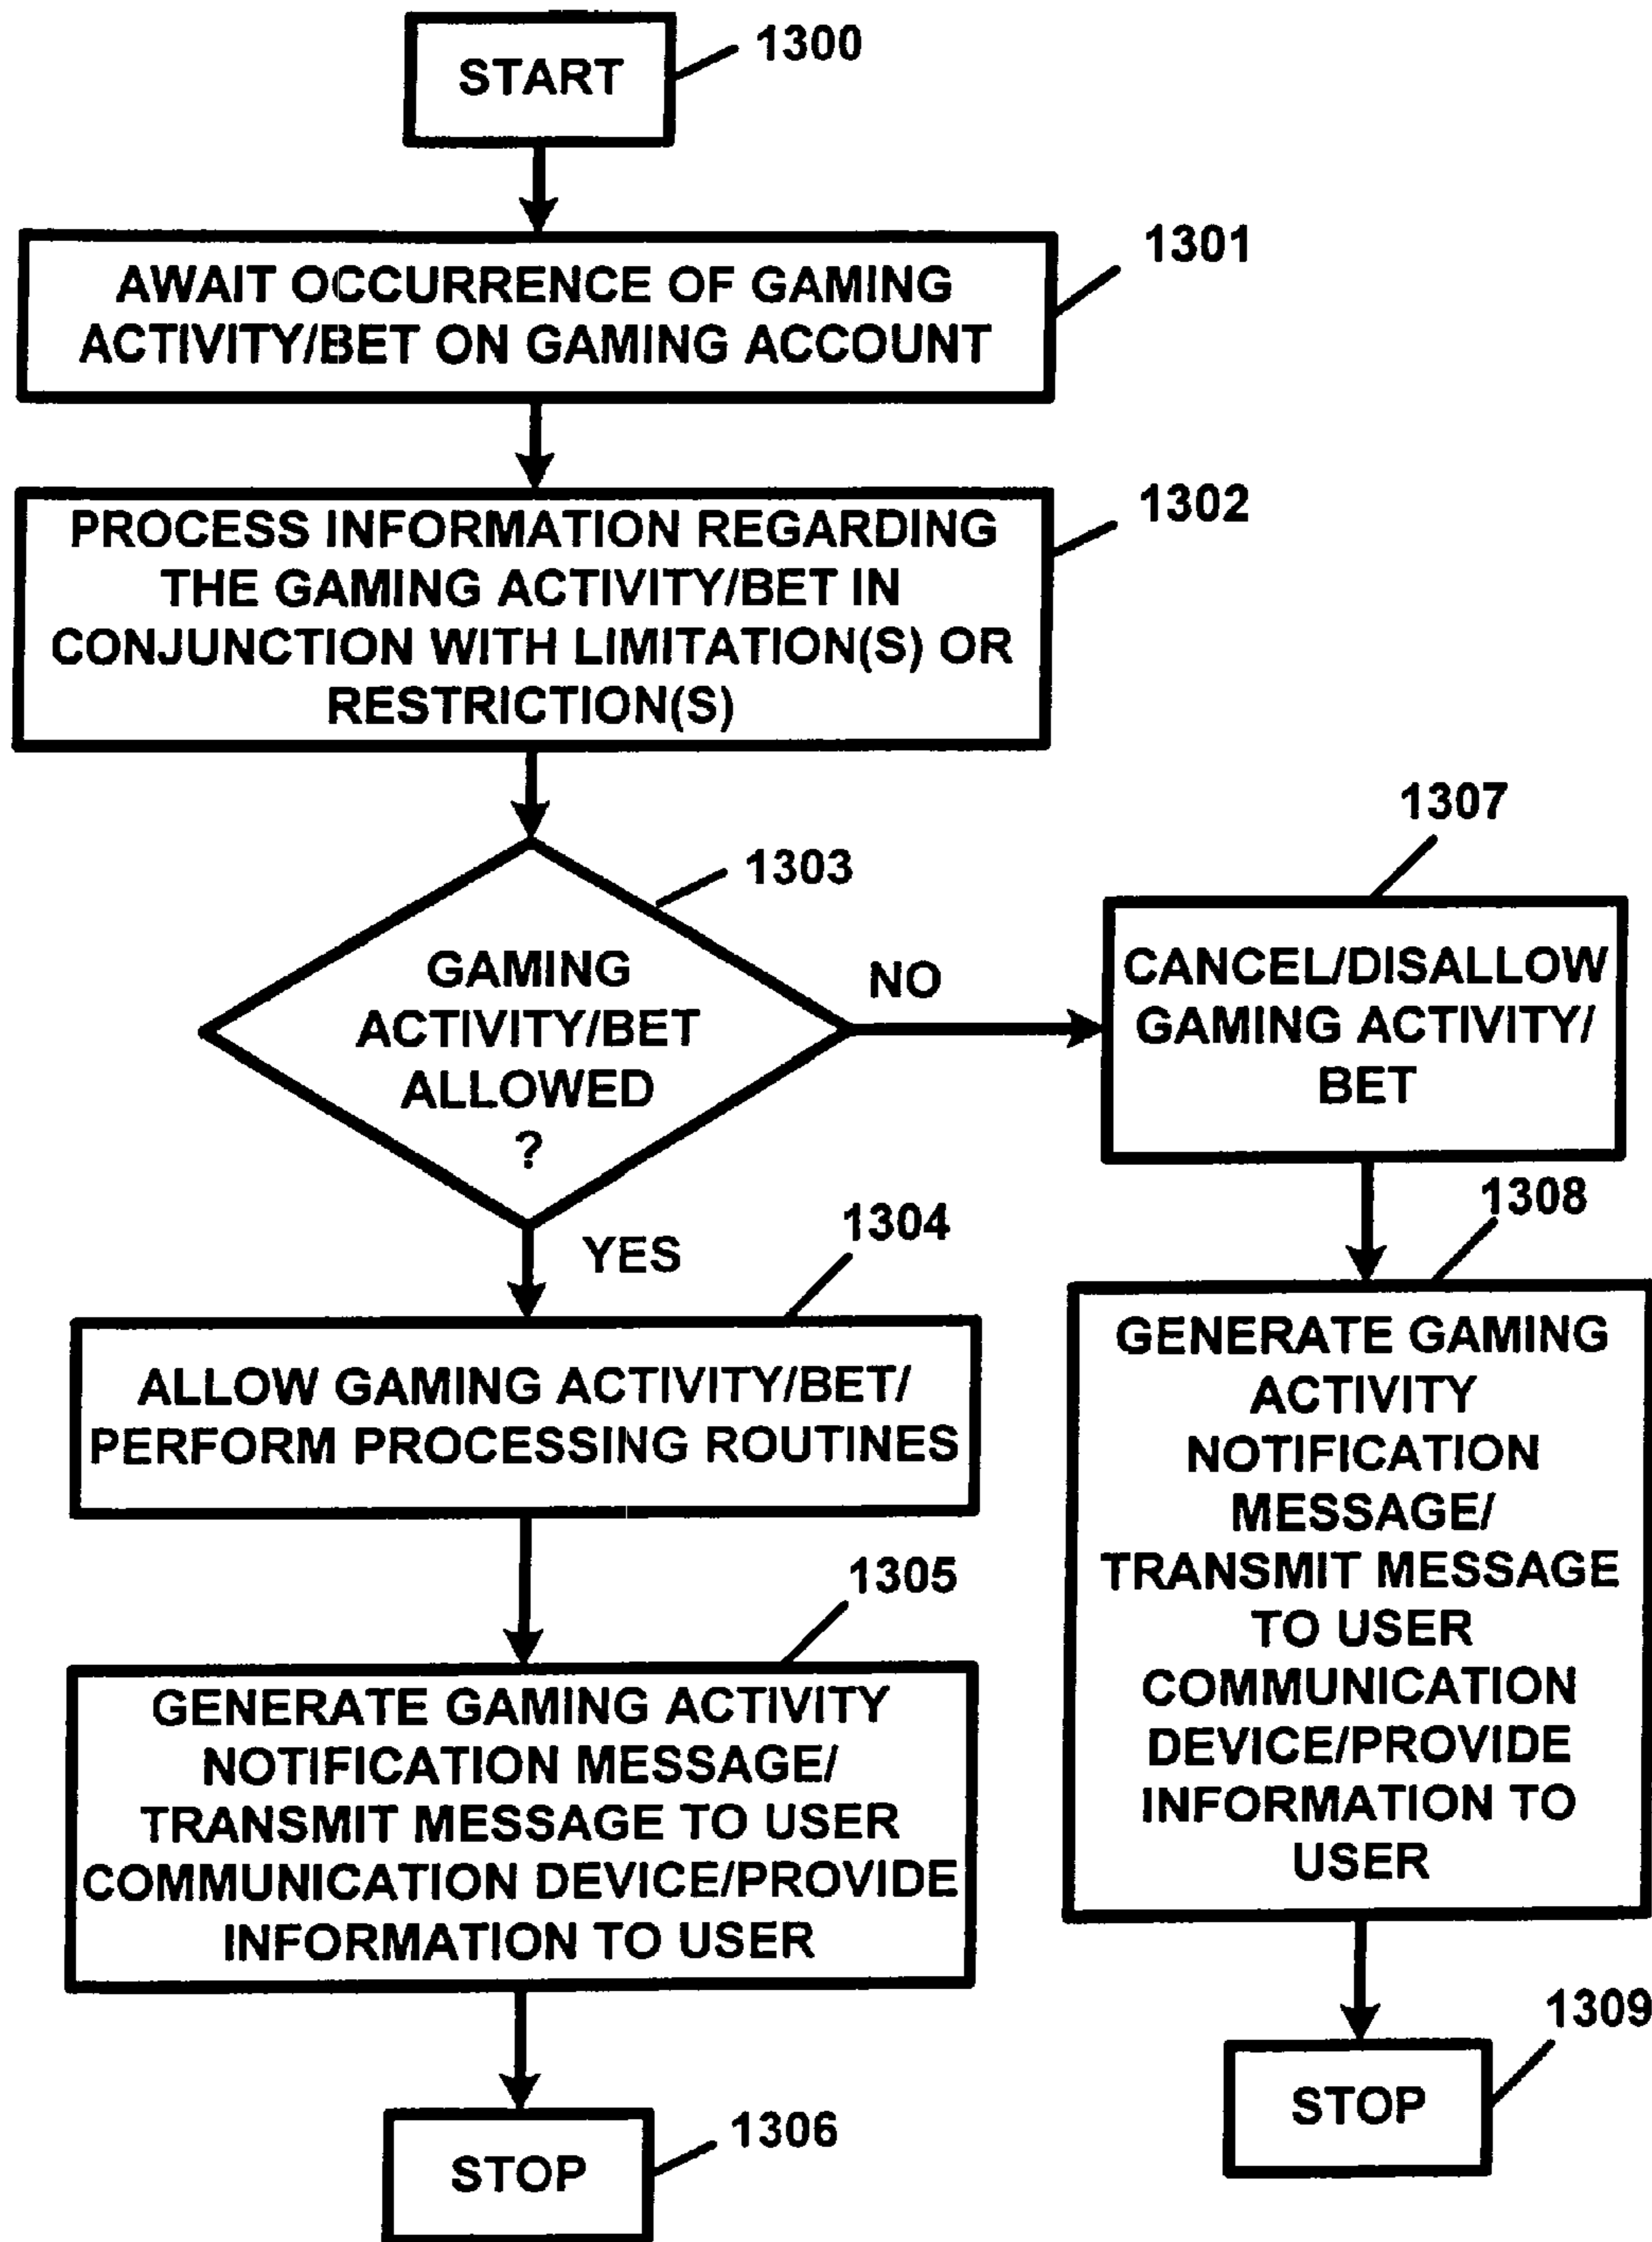 START
1300
AWAIT OCCURRENCE OF GAMING
ACTIVITY/BET ON GAMING ACCOUNT
1301
PROCESS INFORMATION REGARDING
THE GAMING ACTIVITY/BET IN
CONJUNCTION WITH LIMITATION(S) OR
RESTRICTION(S)
1302
GAMING
ACTIVITY/BET
ALLOWED
?
1303
NO
YES
1307
CANCEL/DISALLOW
GAMING ACTIVITY/
BET
1304
ALLOW GAMING ACTIVITY/BET/
PERFORM PROCESSING ROUTINES
1308
GENERATE GAMING
ACTIVITY
NOTIFICATION
MESSAGE/
TRANSMIT MESSAGE
TO USER
COMMUNICATION
DEVICE/PROVIDE
INFORMATION TO
USER
1305
GENERATE GAMING ACTIVITY
NOTIFICATION MESSAGE/
TRANSMIT MESSAGE TO USER
COMMUNICATION DEVICE/PROVIDE
INFORMATION TO USER
STOP
1306
STOP
1309